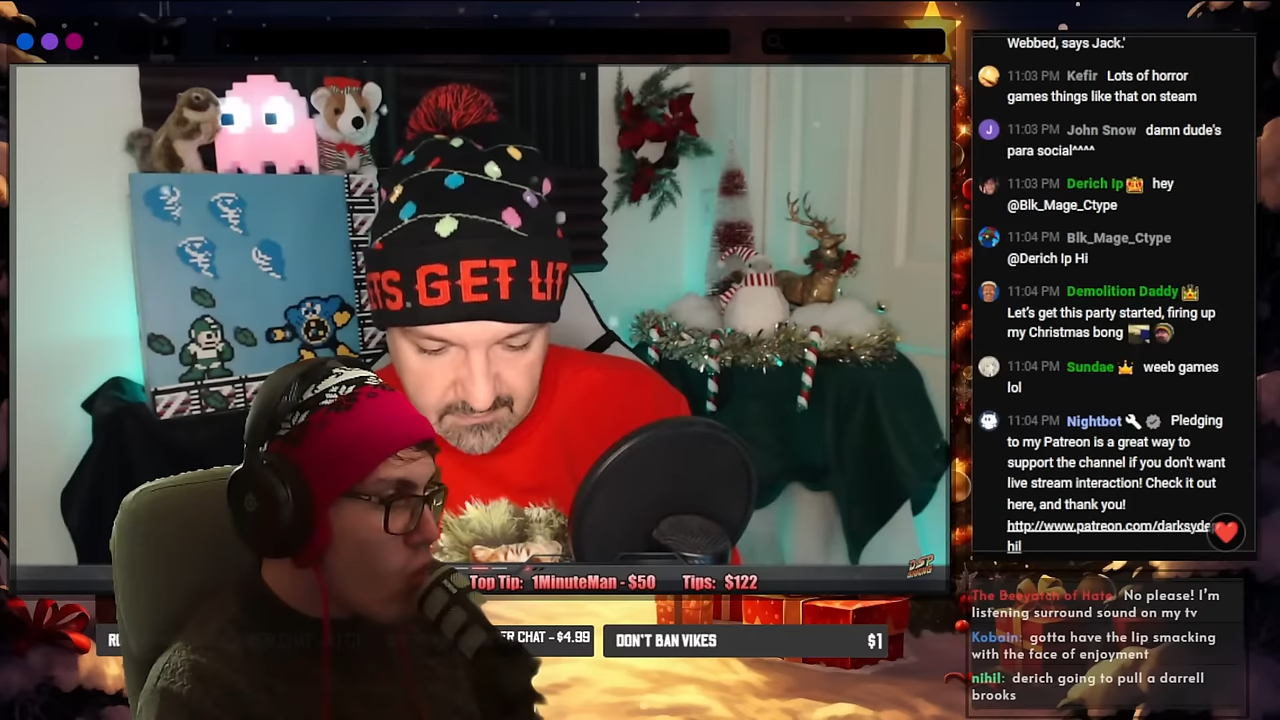 Webbed, says Jack.'
11:03 PM Kefir Lots of horror
games things like that on steam
11:03 PM John Snow damn dude's
para social^^^^
11:03 PM Derich Ip hey
@Blk_Mage_Ctype
11:04 PM Blk_Mage_Ctype
@Derich Ip Hi
11:04 PM Demolition Daddy
Let's get this party started, firing up
my Christmas bong
11:04 PM Sundae weeb games
lol
11:04 PM Nightbot Pledging
to my Patreon is a great way to
support the channel if you don't want
live stream interaction! Check it out
here, and thank you!
http://www.patreon.com/darksydep
hil
J
TS GET LIT
DSP
GAMING
Top Tip: 1MinuteMan - $50 Tips: $122
ER CHAT - $4.99
DON'T BAN VIKES $1
The Beeyatch of Hate: No please! I'm
listening surround sound on my tv
Kobain: gotta have the lip smacking
with the face of enjoyment
nihil: derich going to pull a darrell
brooks